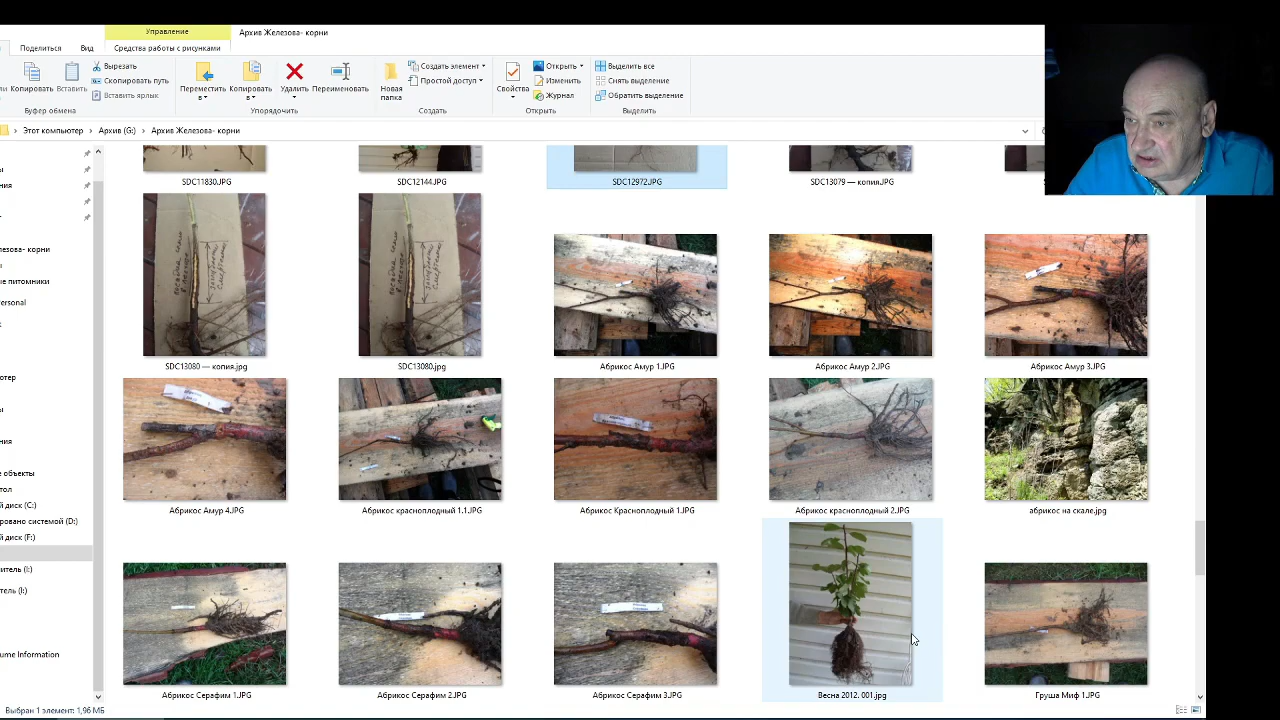 Управление
Архив Железова- корни
Поделиться
Вид
Средства работы с рисунками
Копировать
Вставить
Вырезать
Скопировать путь
Вставить ярлык
Переместить в
Копировать в
Удалить
Переименовать
Новая папка
Создать элемент
Простой доступ
Свойства
Открыть
Изменить
Журнал
Выделить все
Снять выделение
Обратить выделение
Буфер обмена
Упорядочить
Создать
Открыть
Выделить
Этот компьютер
Архив (G:)
Архив Железова- корни
SDC11830.JPG
SDC12144.JPG
SDC12972.JPG
SDC13079 — копия.JPG
SDC13080 — копия.jpg
SDC13080.jpg
Абрикос Амур 1.JPG
Абрикос Амур 2.JPG
Абрикос Амур 3.JPG
Абрикос Амур 4.JPG
Абрикос красноплодный 1.1.JPG
Абрикос Красноплодный 1.JPG
Абрикос красноплодный 2.JPG
абрикос на скале.jpg
Абрикос Серафим 1.JPG
Абрикос Серафим 2.JPG
Абрикос Серафим 3.JPG
Весна 2012. 001.jpg
Груша Миф 1.JPG
Выбран 1 элемент: 1,96 МБ